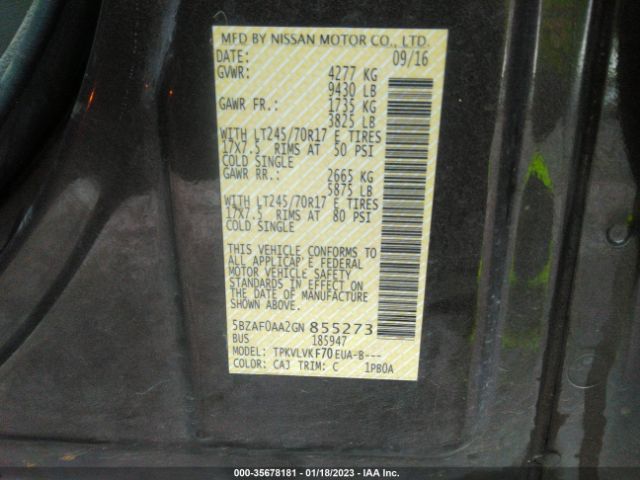 MFD BY NISSAN MOTOR CO., LTD.
DATE: 09/16
GVWR: 4277 KG
9430 LB
GAWR FR.: 1735 KG
3825 LB
WITH LT245/70R17 E TIRES
17X7.5 RIMS AT 50 PSI
COLD SINGLE
GAWR RR.: 2665 KG
5875 LB
WITH LT245/70R17 E TIRES
17X7.5 RIMS AT 80 PSI
COLD SINGLE
THIS VEHICLE CONFORMS TO
ALL APPLICAP'E FEDERAL
MOTOR VEHICLE SAFETY
STANDARDS IN EFFECT ON
THE DATE OF MANUFACTURE
SHOWN ABOVE.
5BZAF0AA2GN 855273
BUS 185947
MODEL: TPKVLVK F70 EUA-B---
COLOR: CAJ TRIM: C 1PB0A
000-35678181 - 01/18/2023 - IAA Inc.